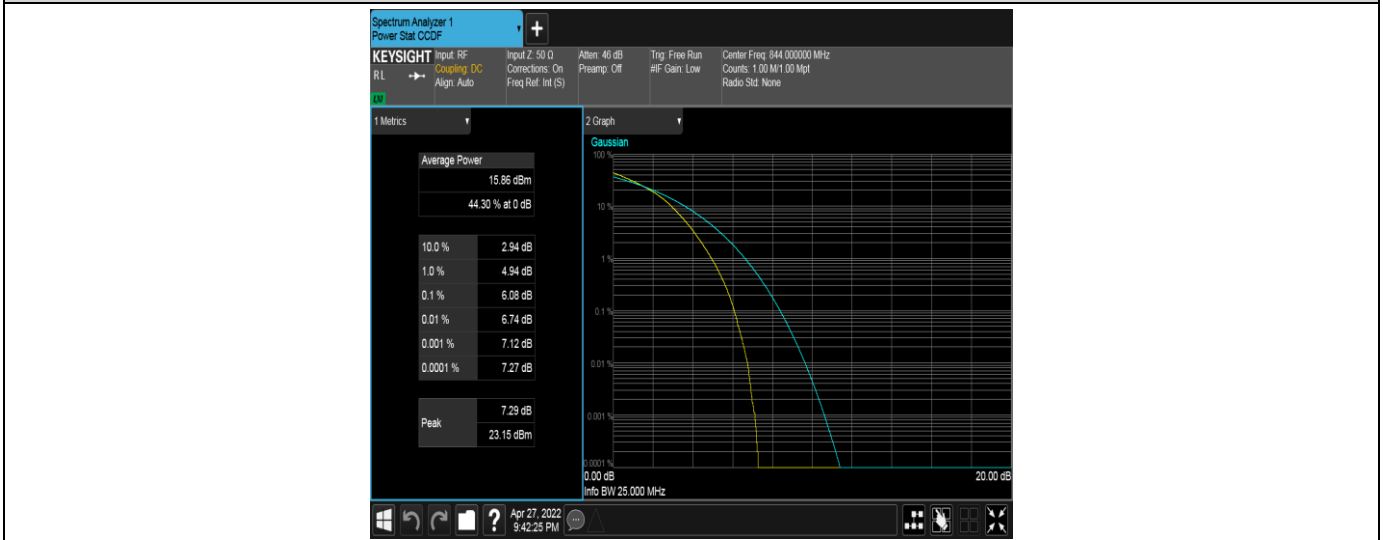 Spectrum Analyzer 1
Power Stat CCDF
+
KEYSIGHT
RL
LM
Input: RF
Coupling: DC
Align: Auto
Input Z: 50 Ω
Corrections: On
Freq Ref: Int (S)
Atten: 46 dB
Preamp: Off
Trig: Free Run
#IF Gain: Low
Center Freq: 844.000000 MHz
Counts: 1.00 M/1.00 Mpt
Radio Std: None
1 Metrics
Average Power
15.86 dBm
44.30 % at 0 dB
10.0 % 2.94 dB
1.0 % 4.94 dB
0.1 % 6.08 dB
0.01 % 6.74 dB
0.001 % 7.12 dB
0.0001 % 7.27 dB
Peak
7.29 dB
23.15 dBm
2 Graph
Gaussian
100 %
10 %
1 %
0.1 %
0.01 %
0.001 %
0.0001 %
0.00 dB 20.00 dB
Info BW 25.000 MHz
?
Apr 27, 2022
9:42:25 PM